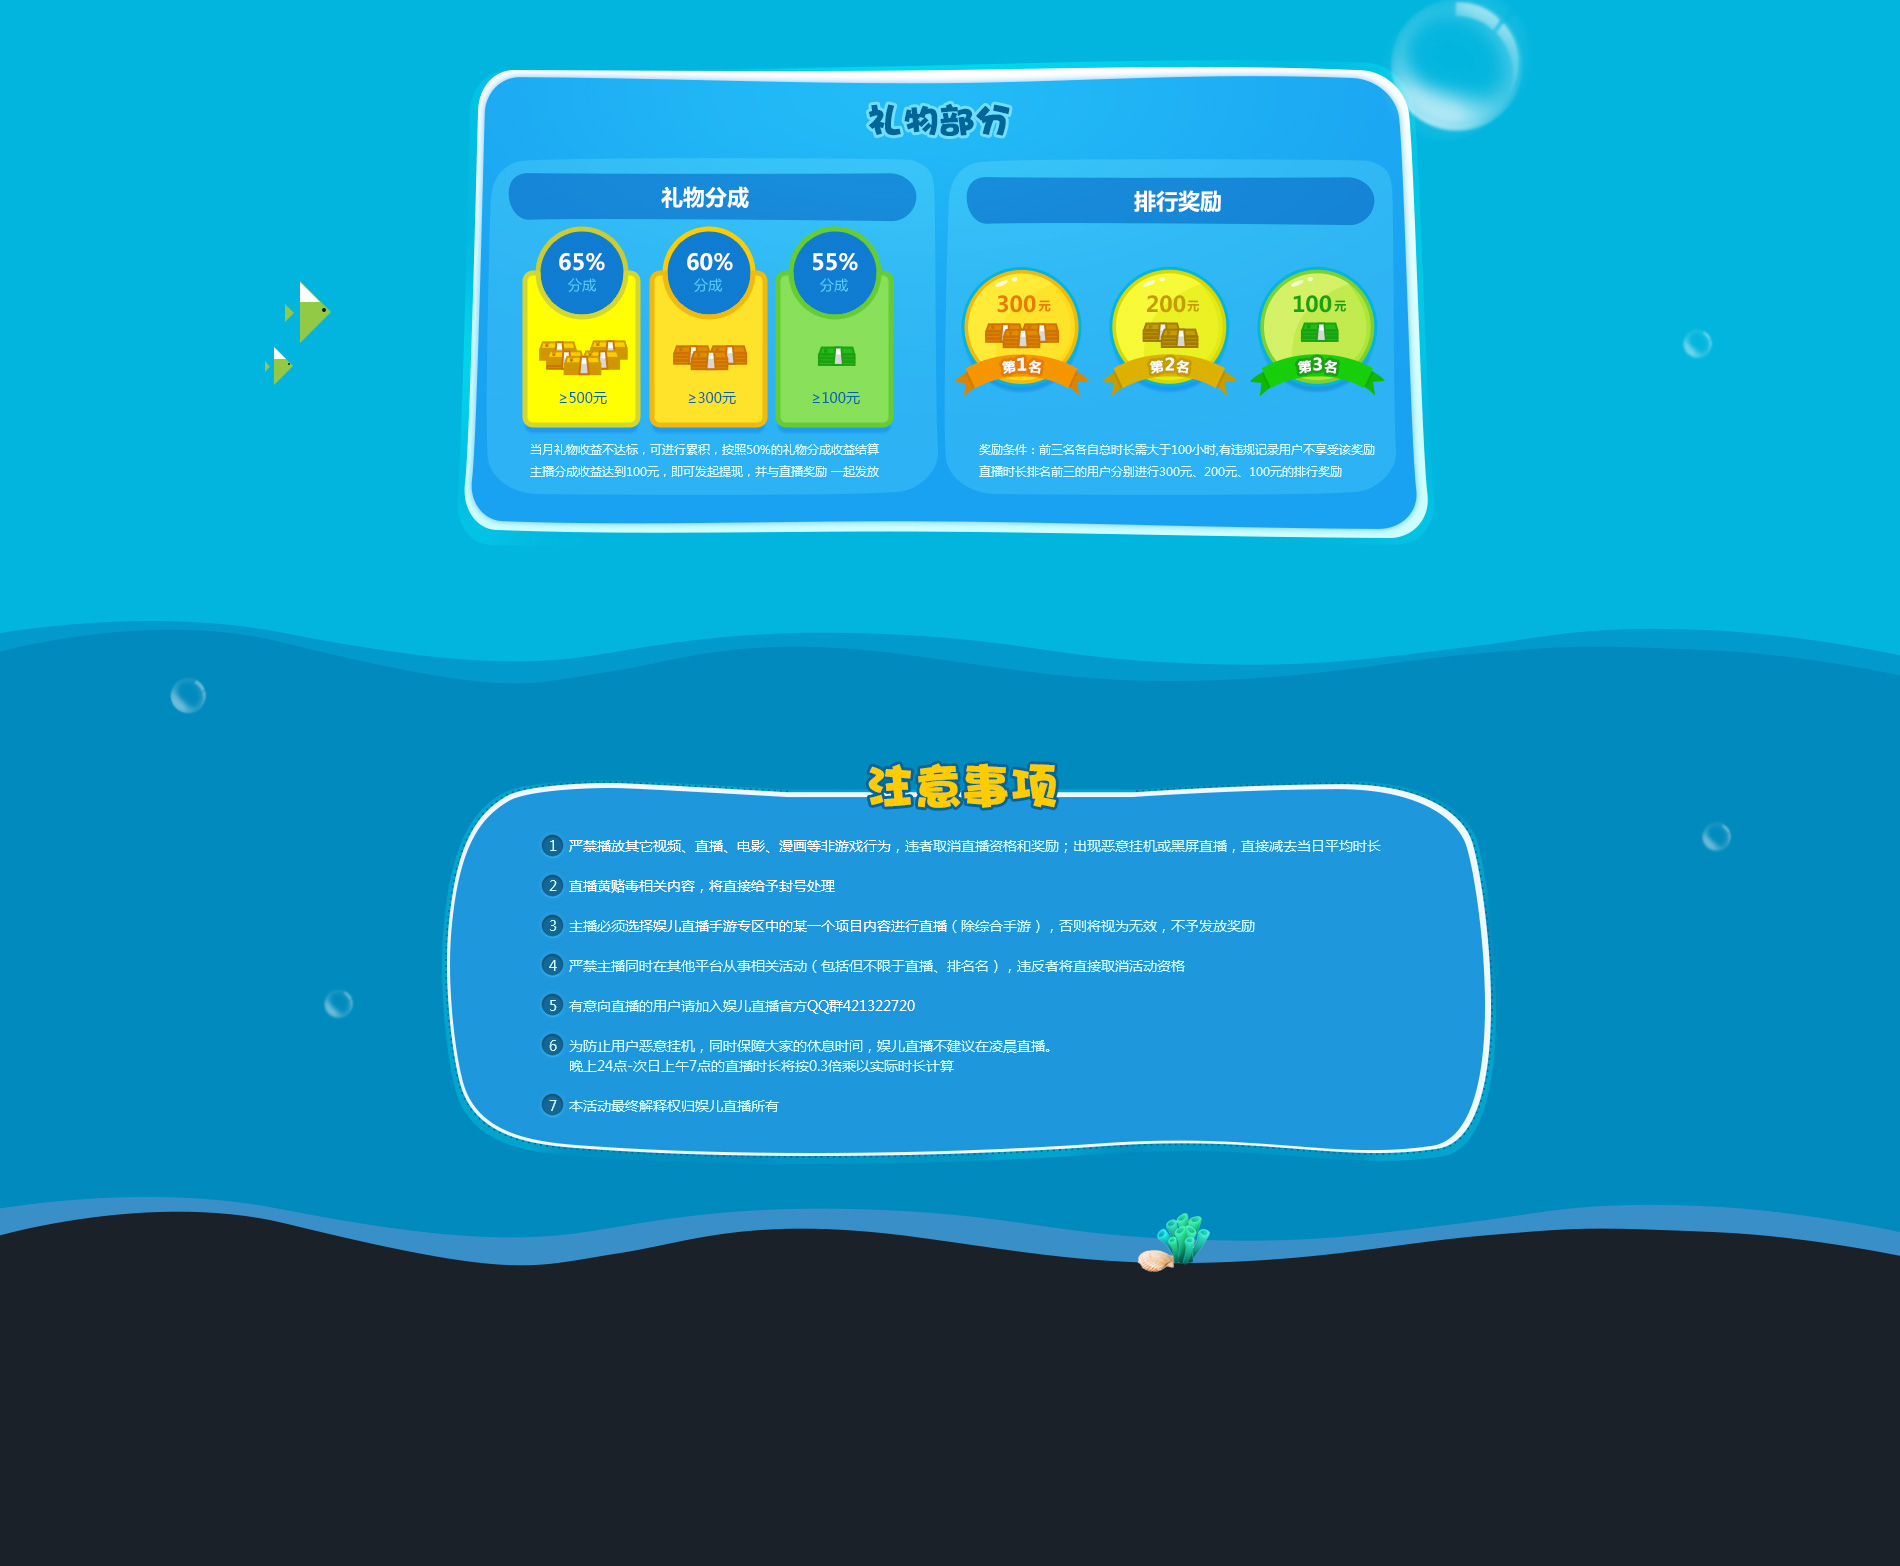 礼物部分
礼物分成
65%
分成
60%
分成
55%
分成
≥500元
≥300元
≥100元
当月礼物收益不达标，可进行累积，按照50%的礼物分成收益结算
主播分成收益达到100元，即可发起提现，并与直播奖励 一起发放
排行奖励
300元
第1名
200元
第2名
100元
第3名
奖励条件：前三名各自总时长需大于100小时,有违规记录用户不享受该奖励
直播时长排名前三的用户分别进行300元、200元、100元的排行奖励
注意事项
1 严禁播放其它视频、直播、电影、漫画等非游戏行为，违者取消直播资格和奖励；出现恶意挂机或黑屏直播，直接减去当日平均时长
2 直播黄赌毒相关内容，将直接给予封号处理
3 主播必须选择娱儿直播手游专区中的某一个项目内容进行直播（除综合手游），否则将视为无效，不予发放奖励
4 严禁主播同时在其他平台从事相关活动（包括但不限于直播、排名名），违反者将直接取消活动资格
5 有意向直播的用户请加入娱儿直播官方QQ群421322720
6 为防止用户恶意挂机，同时保障大家的休息时间，娱儿直播不建议在凌晨直播。
晚上24点-次日上午7点的直播时长将按0.3倍乘以实际时长计算
7 本活动最终解释权归娱儿直播所有